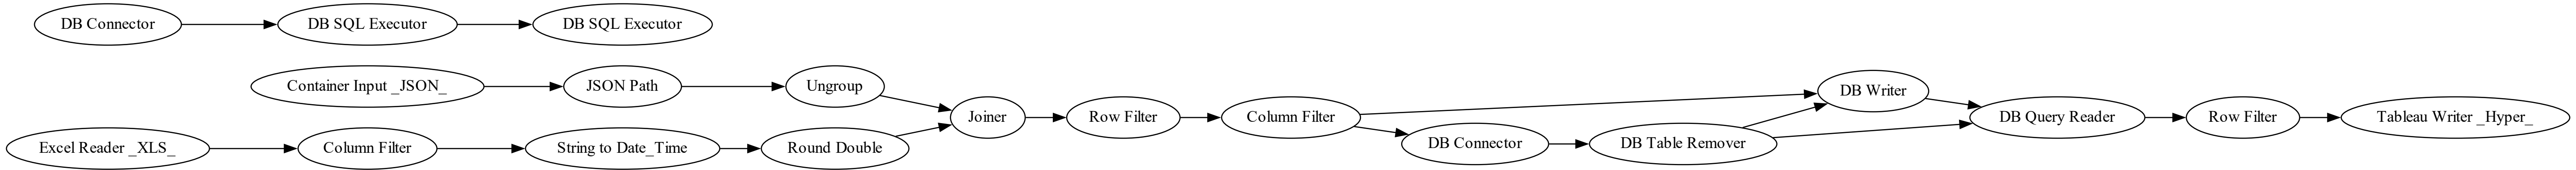 DB Connector
DB SQL Executor
DB SQL Executor
Container Input _JSON_
JSON Path
Ungroup
Excel Reader _XLS_
Column Filter
String to Date_Time
Round Double
Joiner
Row Filter
Column Filter
DB Connector
DB Table Remover
DB Writer
DB Query Reader
Row Filter
Tableau Writer _Hyper_